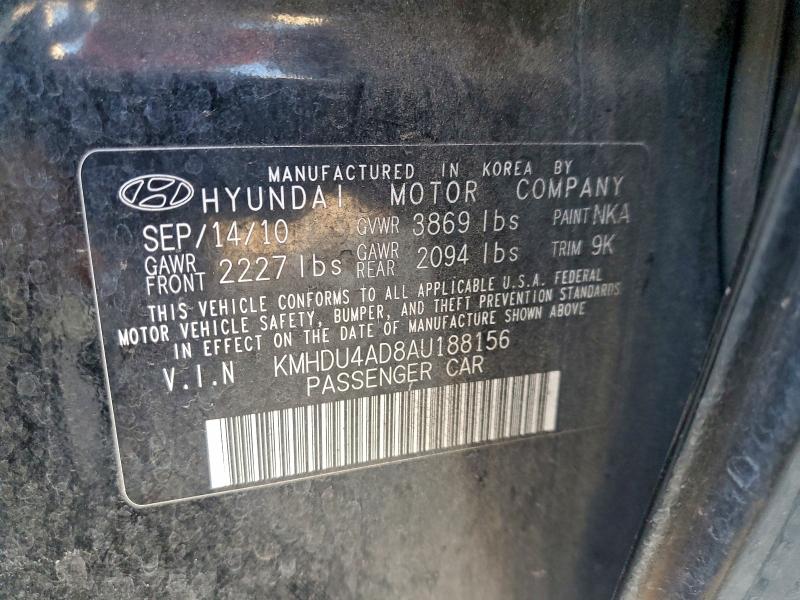 MANUFACTURED IN KOREA BY
HYUNDAI MOTOR COMPANY
SEP/14/10 GVWR 3869 lbs PAINT NKA
GAWR FRONT 2227 lbs GAWR REAR 2094 lbs TRIM 9K
THIS VEHICLE CONFORMS TO ALL APPLICABLE U.S.A. FEDERAL
MOTOR VEHICLE SAFETY, BUMPER, AND THEFT PREVENTION STANDARDS
IN EFFECT ON THE DATE OF MANUFACTURE SHOWN ABOVE
V.I.N KMHDU4AD8AU188156
PASSENGER CAR